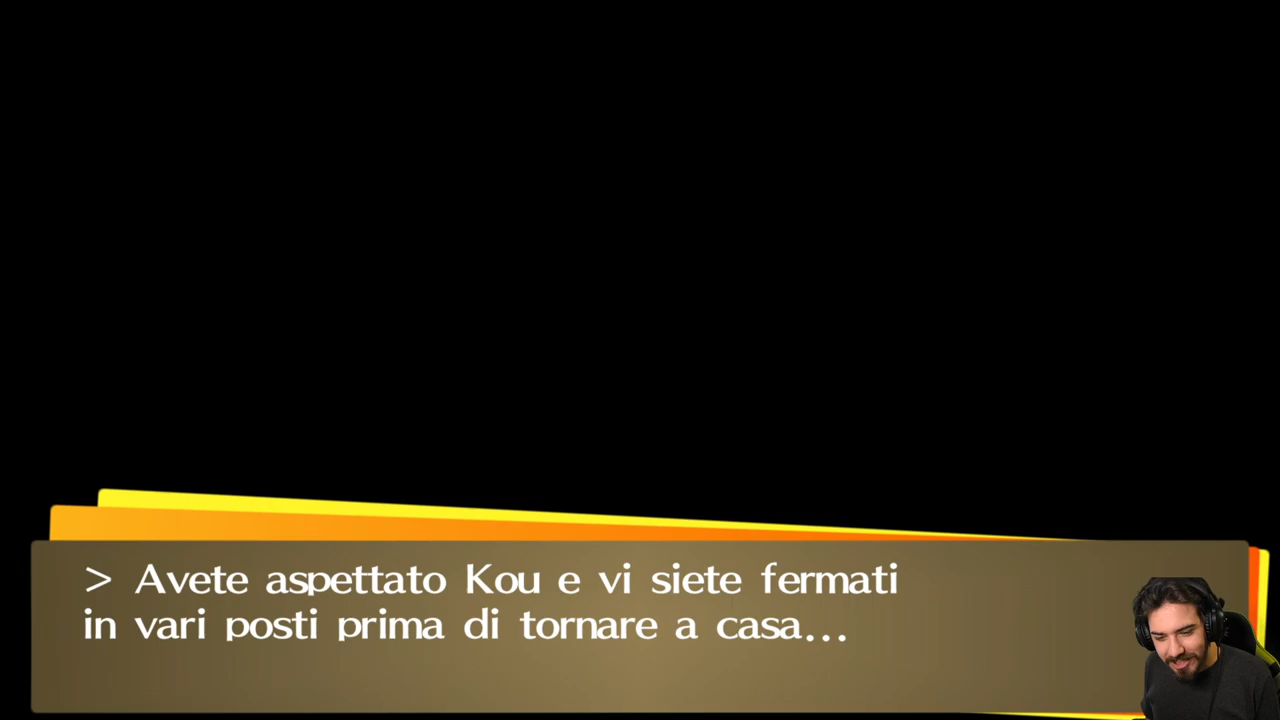 > Avete aspettato Kou e vi siete fermati
in vari posti prima di tornare a casa...